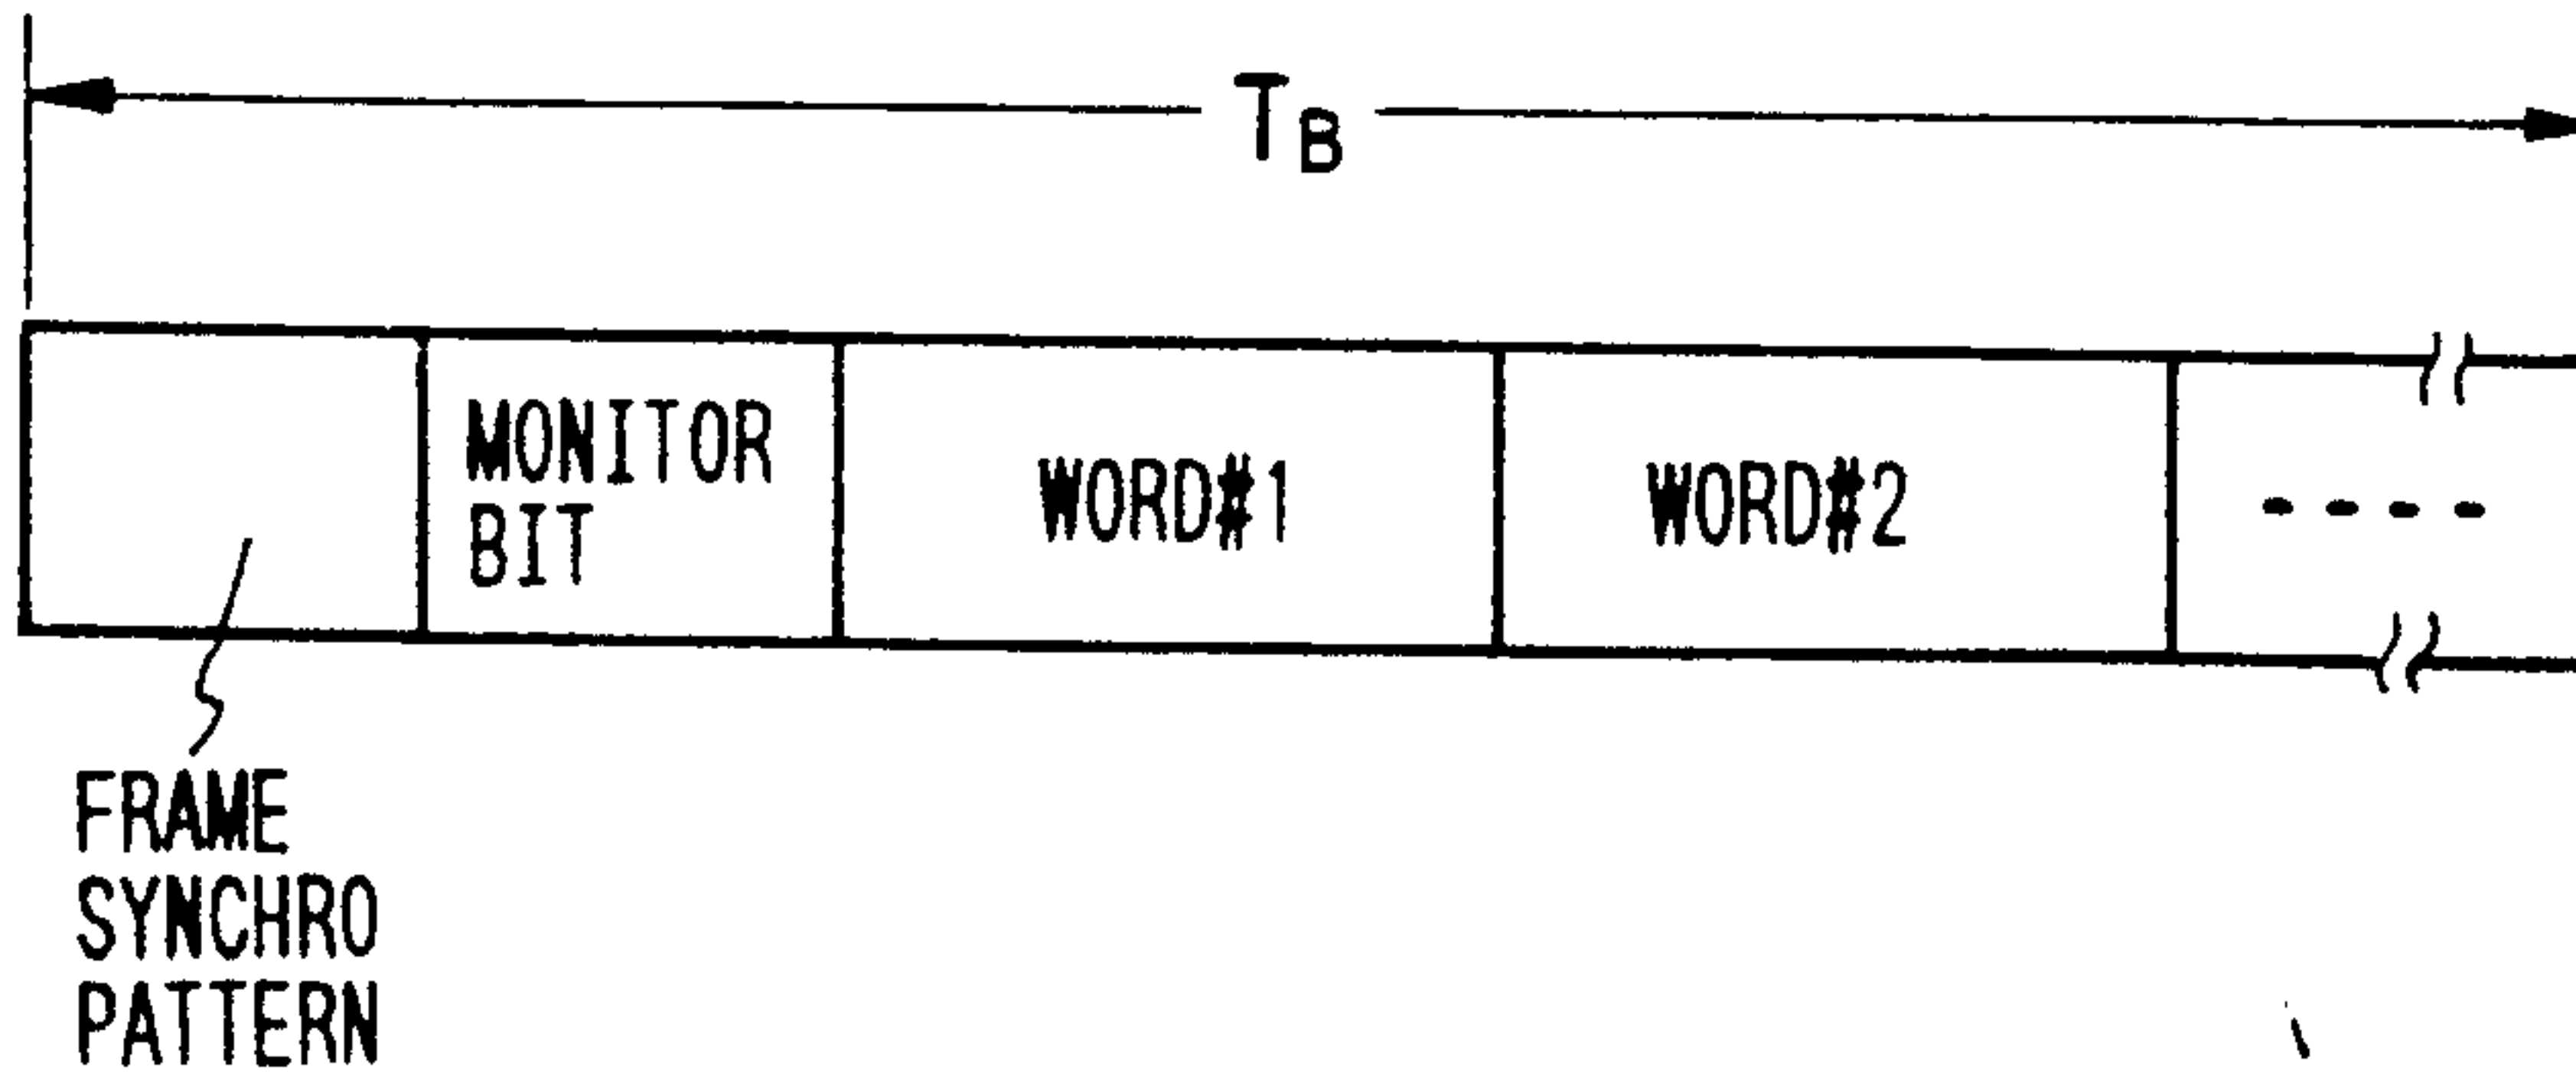 TB
MONITOR
BIT
WORD#1
WORD#2
FRAME
SYNCHRO
PATTERN